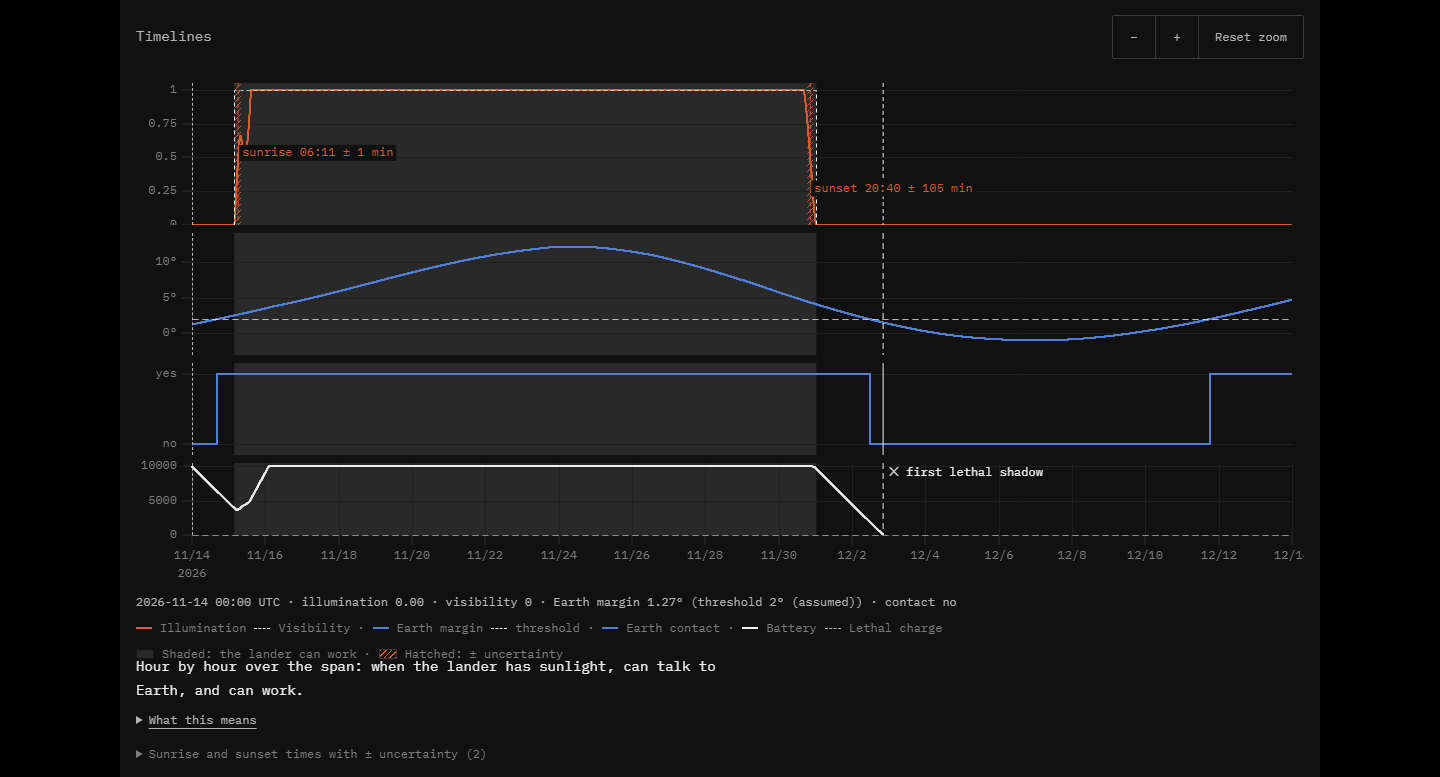 Timelines
− + Reset zoom
1
0.75
0.5
0.25
0
sunrise 06:11 ± 1 min
sunset 20:40 ± 105 min
10°
5°
0°
yes
no
10000
5000
0
first lethal shadow
11/14 11/16 11/18 11/20 11/22 11/24 11/26 11/28 11/30 12/2 12/4 12/6 12/8 12/10 12/12
2026
2026-11-14 00:00 UTC · illumination 0.00 · visibility 0 · Earth margin 1.27° (threshold 2° (assumed)) · contact no
Illumination Visibility · Earth margin threshold · Earth contact · Battery Lethal charge
Shaded: the lander can work · Hatched: ± uncertainty
Hour by hour over the span: when the lander has sunlight, can talk to
Earth, and can work.
What this means
Sunrise and sunset times with ± uncertainty (2)